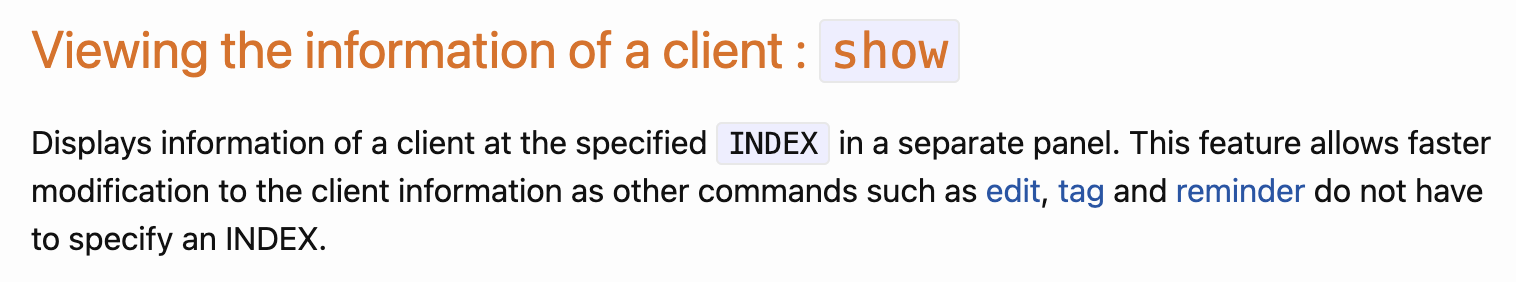 Viewing the information of a client : show
Displays information of a client at the specified INDEX in a separate panel. This feature allows faster
modification to the client information as other commands such as edit, tag and reminder do not have
to specify an INDEX.